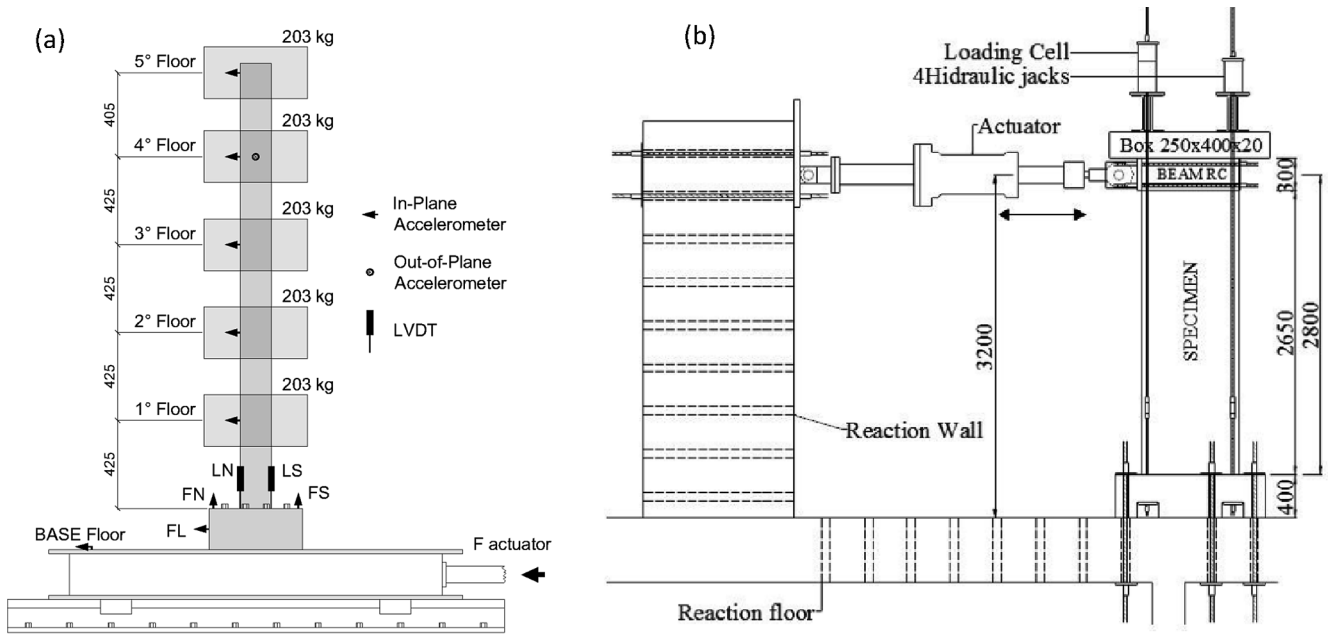 (a)
203 kg
5° Floor
405
203 kg
4° Floor
425
203 kg
3° Floor
425
203 kg
2° Floor
425
203 kg
1° Floor
425
In-Plane
Accelerometer
Out-of-Plane
Accelerometer
LVDT
LN
LS
FN
FS
FL
BASE Floor
F actuator
(b)
Loading Cell
4Hidraulic jacks
Actuator
Box 250x400x20
BEAM RC
300
SPECIMEN
2650
2800
3200
Reaction Wall
400
Reaction floor